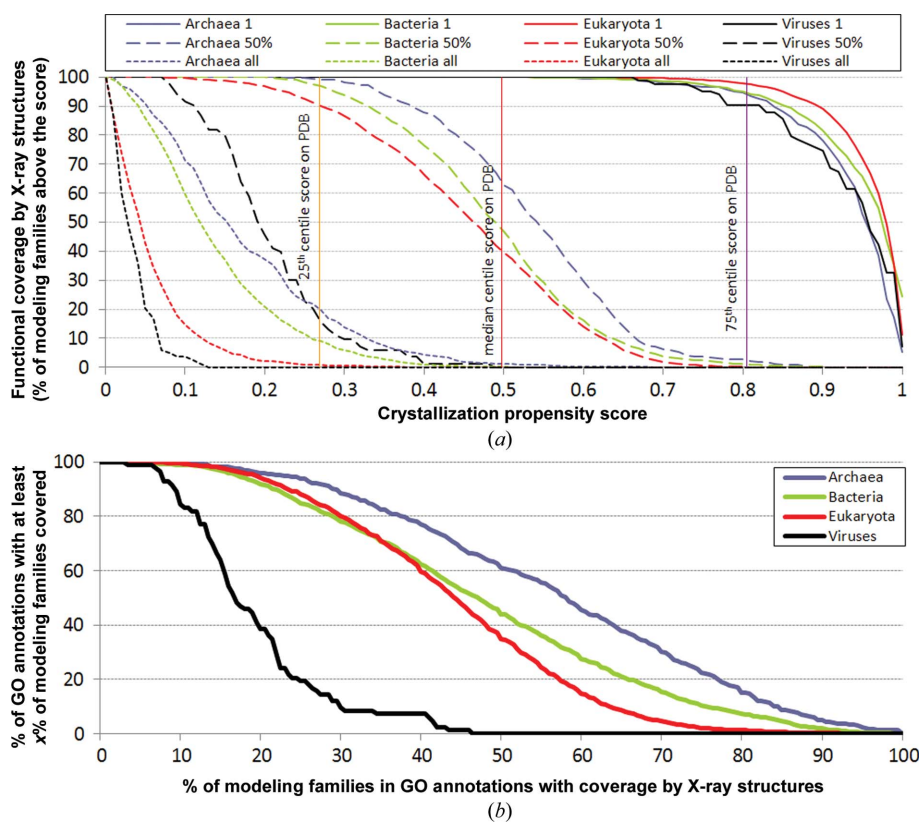 Archaea 1 Bacteria 1 Eukaryota 1 Viruses 1
Archaea 50% Bacteria 50% Eukaryota 50% Viruses 50%
Archaea all Bacteria all Eukaryota all Viruses all
Functional coverage by X-ray structures
(% of modeling families above the score)
100
90
80
70
60
50
40
30
20
10
0
25th centile score on PDB
median centile score on PDB
75th centile score on PDB
0 0.1 0.2 0.3 0.4 0.5 0.6 0.7 0.8 0.9 1
Crystallization propensity score
(a)
% of GO annotations with at least
x% of modeling families covered
100
80
60
40
20
0
Archaea
Bacteria
Eukaryota
Viruses
0 10 20 30 40 50 60 70 80 90 100
% of modeling families in GO annotations with coverage by X-ray structures
(b)